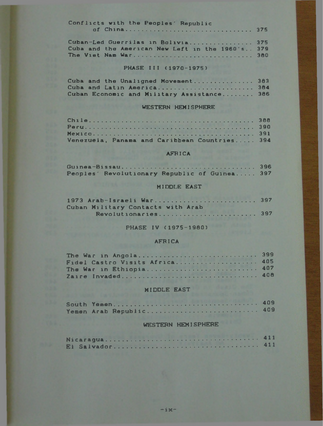 Conflicts with the Peoples' Republic
of China................................ 375
Cuban-Led Guerrilas in Bolivia.............. 375
Cuba and the American New Left in the 1960's. 378
The Viet Nam War............................ 380
PHASE III (1970-1975)
Cuba and the Unaligned Movement............. 383
Cuba and Latin America...................... 384
Cuban Economic and Military Assistance...... 386
WESTERN HEMISPHERE
Chile....................................... 388
Peru........................................ 390
Mexico...................................... 391
Venezuela, Panama and Caribbean Countries... 394
AFRICA
Guinea-Bissau............................... 396
Peoples' Revolutionary Republic of Guinea... 397
MIDDLE EAST
1973 Arab-Israeli War....................... 397
Cuban Military Contacts with Arab
Revolutionaries......................... 397
PHASE IV (1975-1980)
AFRICA
The War in Angola........................... 399
Fidel Castro Visits Africa.................. 405
The War in Ethiopia......................... 407
Zaire Invaded............................... 408
MIDDLE EAST
South Yemen................................. 409
Yemen Arab Republic......................... 409
WESTERN HEMISPHERE
Nicaragua................................... 411
El Salvador................................. 411